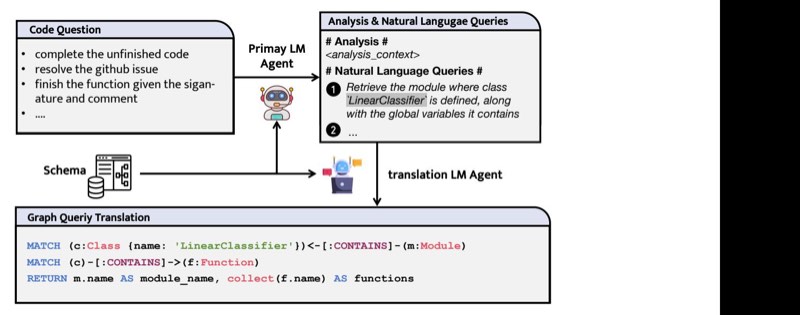 Code Question
• complete the unfinished code
• resolve the github issue
• finish the function given the sigan-
ature and comment
• ....
Primay LM
Agent
Analysis & Natural Langugae Queries
# Analysis #
<analysis_context>
# Natural Language Queries #
1 Retrieve the module where class
'LinearClassifier' is defined, along
with the global variables it contains
2 ...
Schema
translation LM Agent
Graph Queriy Translation
MATCH (c:Class {name: 'LinearClassifier'})<-[:CONTAINS]-(m:Module)
MATCH (c)-[:CONTAINS]->(f:Function)
RETURN m.name AS module_name, collect(f.name) AS functions